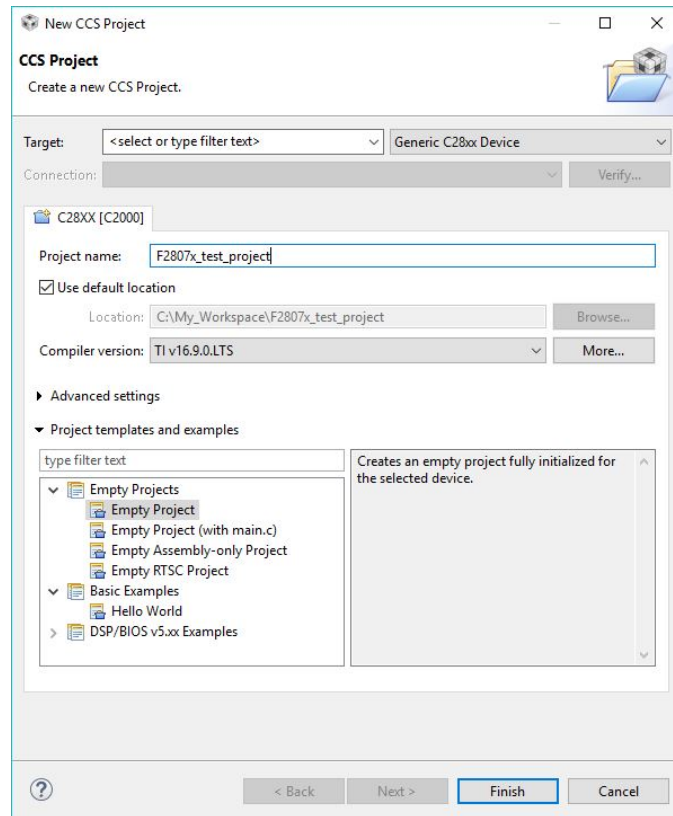 New CCS Project
CCS Project
Create a new CCS Project.
Target: <select or type filter text> Generic C28xx Device
Connection: Verify...
C28XX [C2000]
Project name: F2807x_test_project
Use default location
Location: C:\My_Workspace\F2807x_test_project Browse...
Compiler version: TI v16.9.0.LTS More...
Advanced settings
Project templates and examples
type filter text
Empty Projects
Empty Project
Empty Project (with main.c)
Empty Assembly-only Project
Empty RTSC Project
Basic Examples
Hello World
DSP/BIOS v5.xx Examples
Creates an empty project fully initialized for
the selected device.
? < Back Next > Finish Cancel